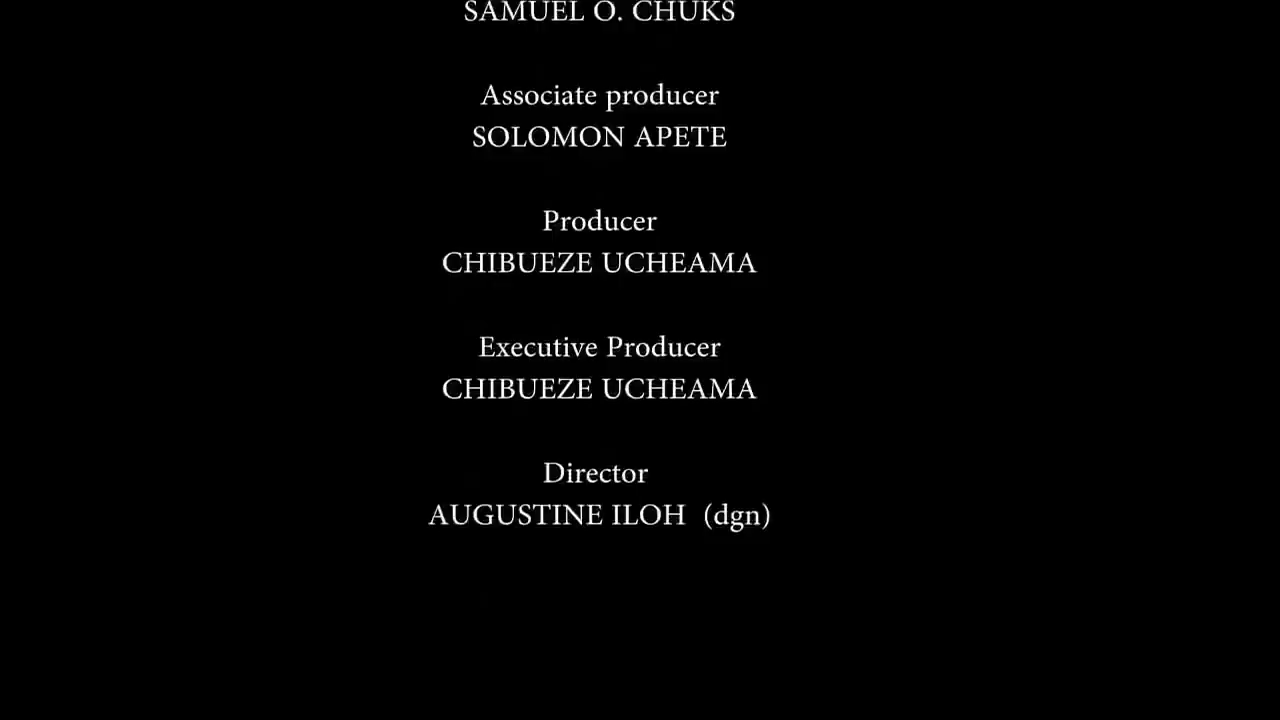 SAMUEL O. CHUKS
Associate producer
SOLOMON APETE
Producer
CHIBUEZE UCHEAMA
Executive Producer
CHIBUEZE UCHEAMA
Director
AUGUSTINE ILOH (dgn)